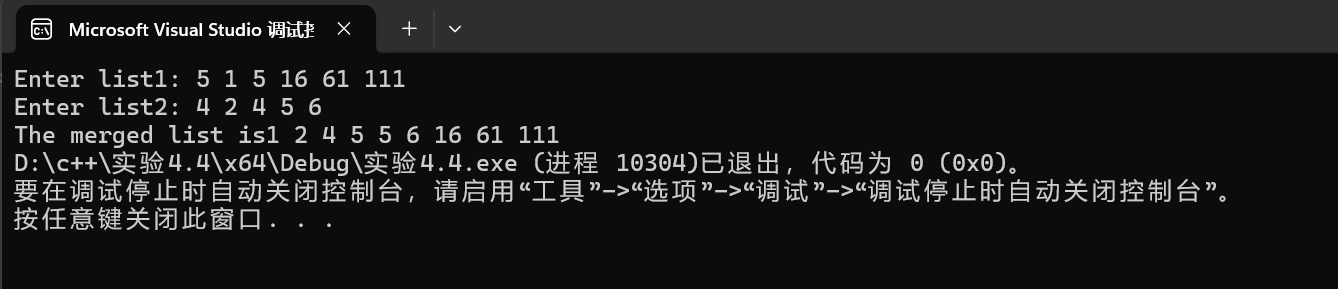 Microsoft Visual Studio 调试控
Enter list1: 5 1 5 16 61 111
Enter list2: 4 2 4 5 6
The merged list is1 2 4 5 5 6 16 61 111
D:\c++\实验4.4\x64\Debug\实验4.4.exe (进程 10304)已退出，代码为 0 (0x0)。
要在调试停止时自动关闭控制台，请启用“工具”->“选项”->“调试”->“调试停止时自动关闭控制台”。
按任意键关闭此窗口. . .